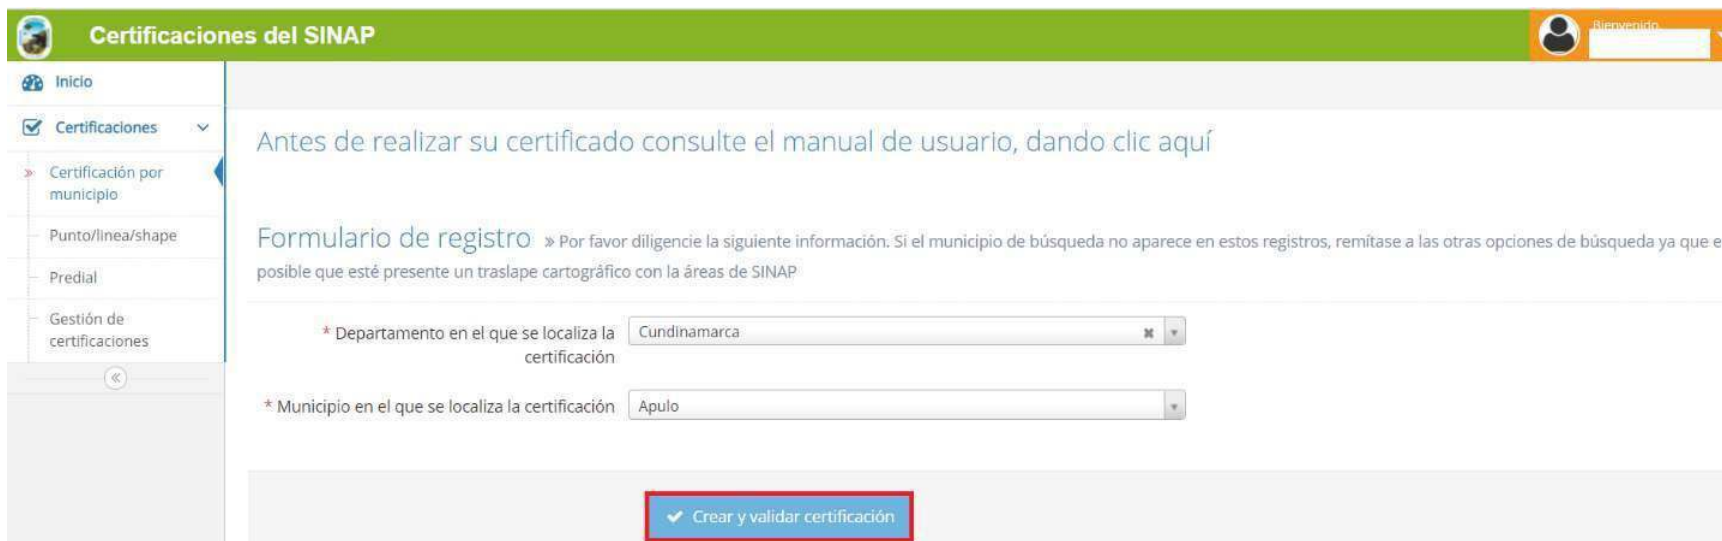 Certificaciones del SINAP
Bienvenido
Inicio
Certificaciones
Certificación por
municipio
Punto/linea/shape
Predial
Gestión de
certificaciones
Antes de realizar su certificado consulte el manual de usuario, dando clic aquí
Formulario de registro » Por favor diligencie la siguiente información. Si el municipio de búsqueda no aparece en estos registros, remítase a las otras opciones de búsqueda ya que e
posible que esté presente un traslape cartográfico con la áreas de SINAP
* Departamento en el que se localiza la
certificación
Cundinamarca
* Municipio en el que se localiza la certificación
Apulo
Crear y validar certificación